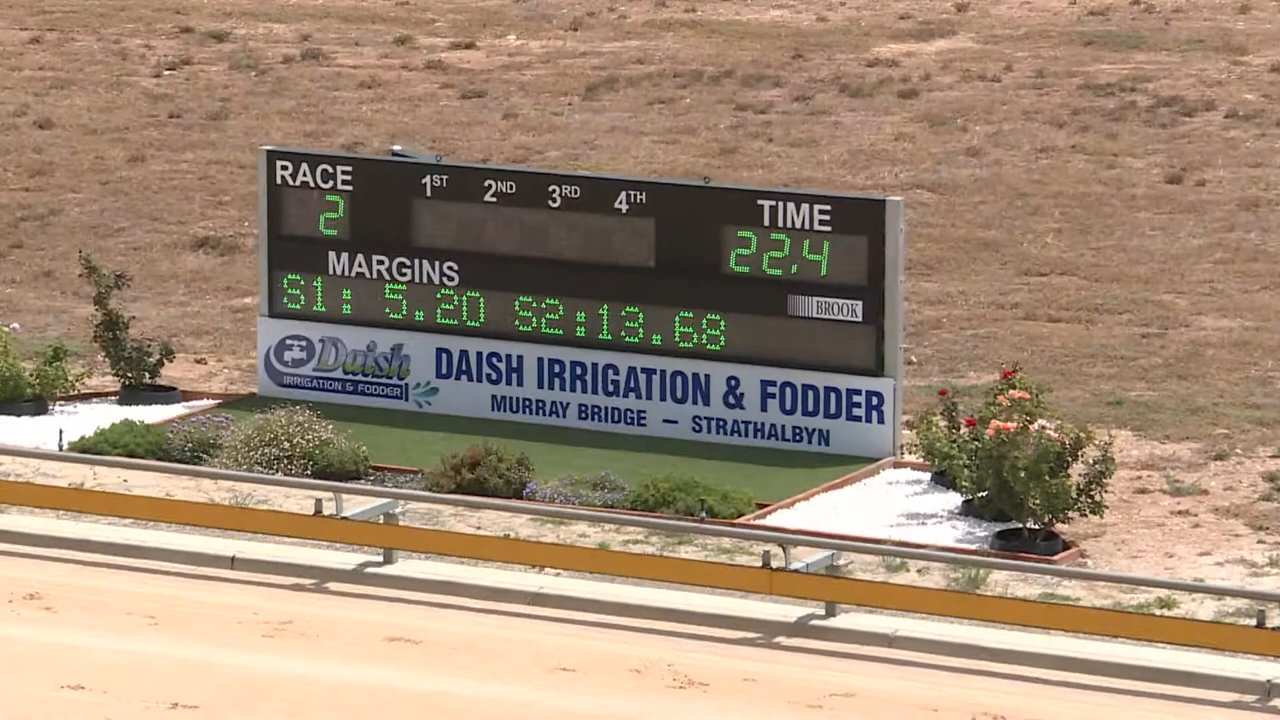 RACE 1ST 2ND 3RD 4TH TIME
2 22.4
MARGINS
S1: 5.20 S2:13.68
BROOK
Daish
IRRIGATION & FODDER
DAISH IRRIGATION & FODDER
MURRAY BRIDGE – STRATHALBYN